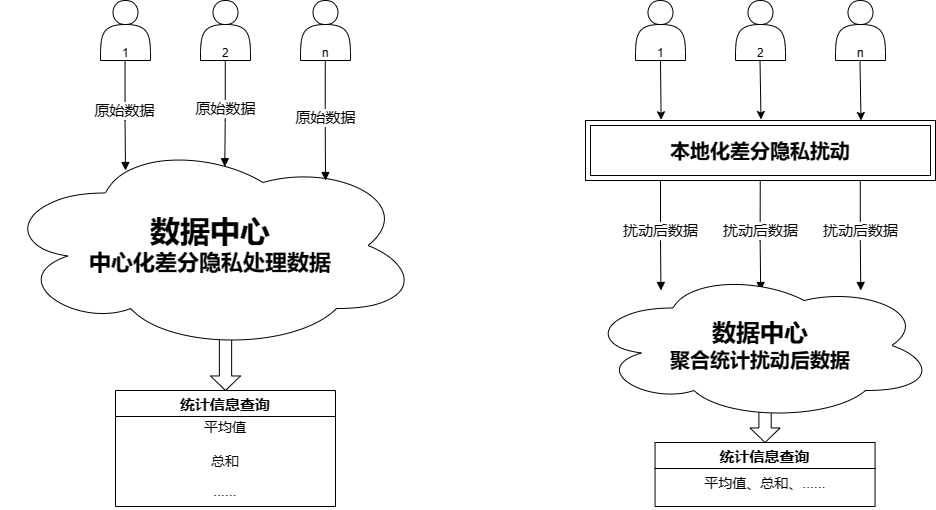 1
2
n
原始数据
原始数据
原始数据
数据中心
中心化差分隐私处理数据
统计信息查询
平均值
总和
......
1
2
n
本地化差分隐私扰动
扰动后数据
扰动后数据
扰动后数据
数据中心
聚合统计扰动后数据
统计信息查询
平均值、总和、......